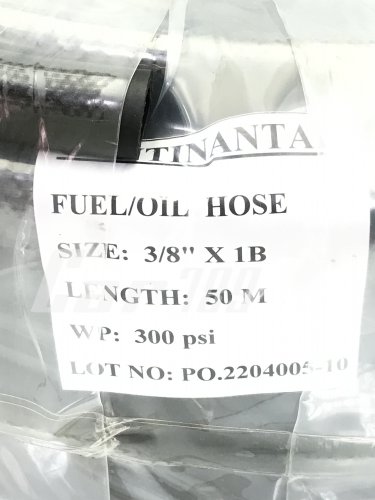 TINANTA
FUEL/OIL HOSE
SIZE: 3/8" X 1B
LENGTH: 50 M
WP: 300 psi
LOT NO: PO.2204005-10